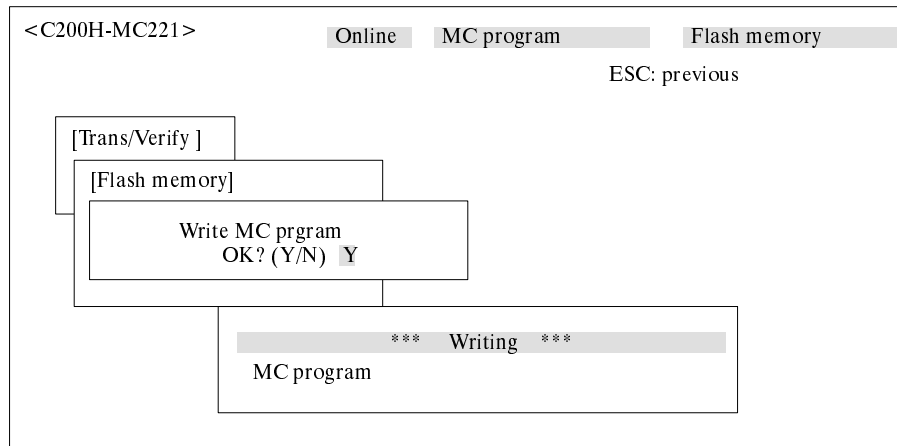 <C200H-MC221> Online MC program Flash memory
ESC: previous
[Trans/Verify ]
[Flash memory]
Write MC prgram
OK? (Y/N) Y
*** Writing ***
MC program